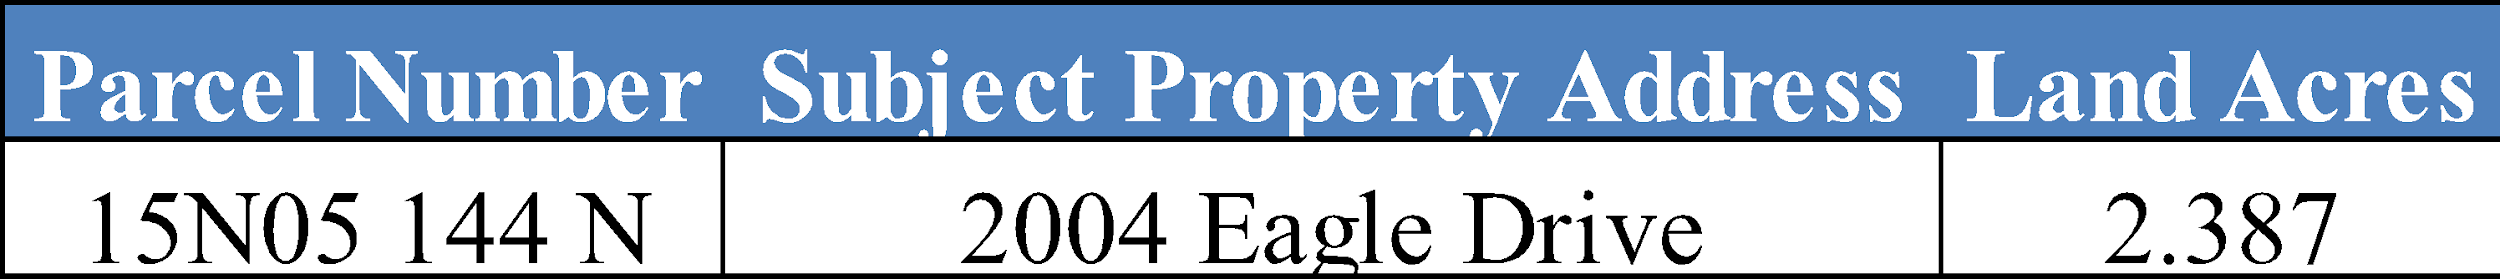 Parcel Number Subject Property Address Land Acres
15N05 144 N 2004 Eagle Drive 2.387